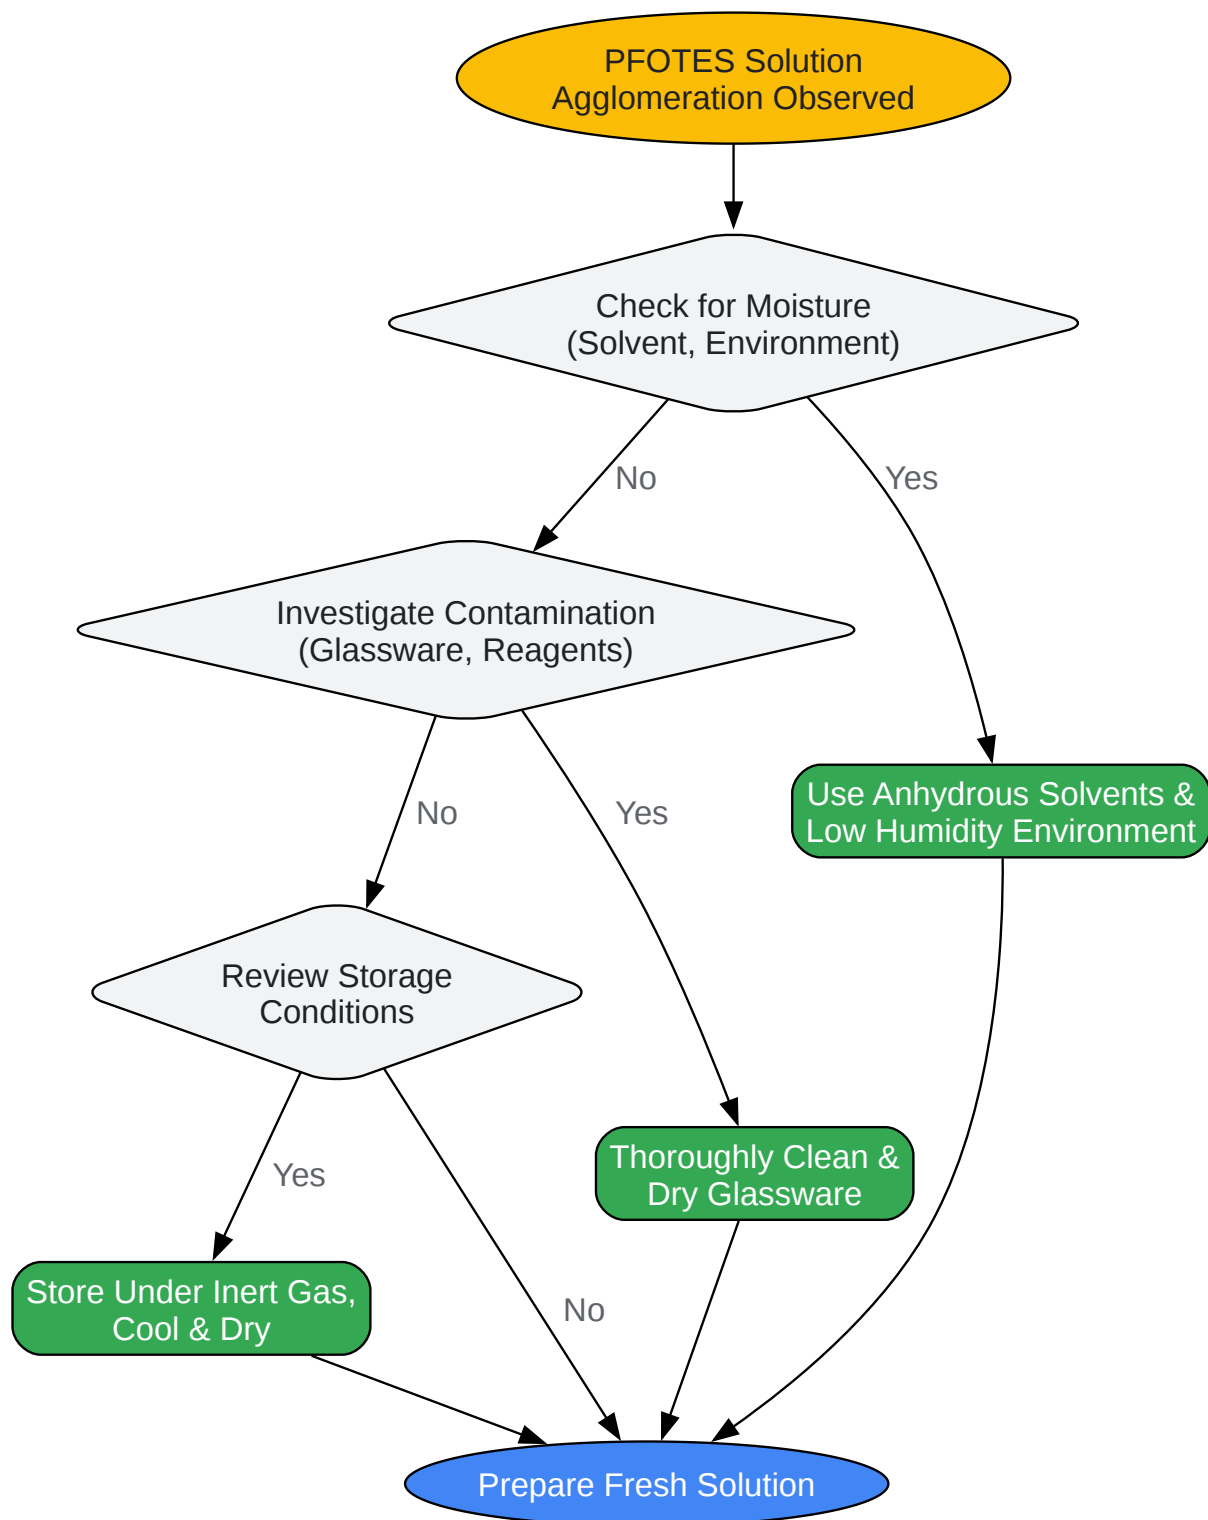 PFOTES Solution
Agglomeration Observed
Check for Moisture
(Solvent, Environment)
No
Yes
Investigate Contamination
(Glassware, Reagents)
Use Anhydrous Solvents &
Low Humidity Environment
No
Yes
Review Storage
Conditions
Thoroughly Clean &
Dry Glassware
Yes
Store Under Inert Gas,
Cool & Dry
No
Prepare Fresh Solution